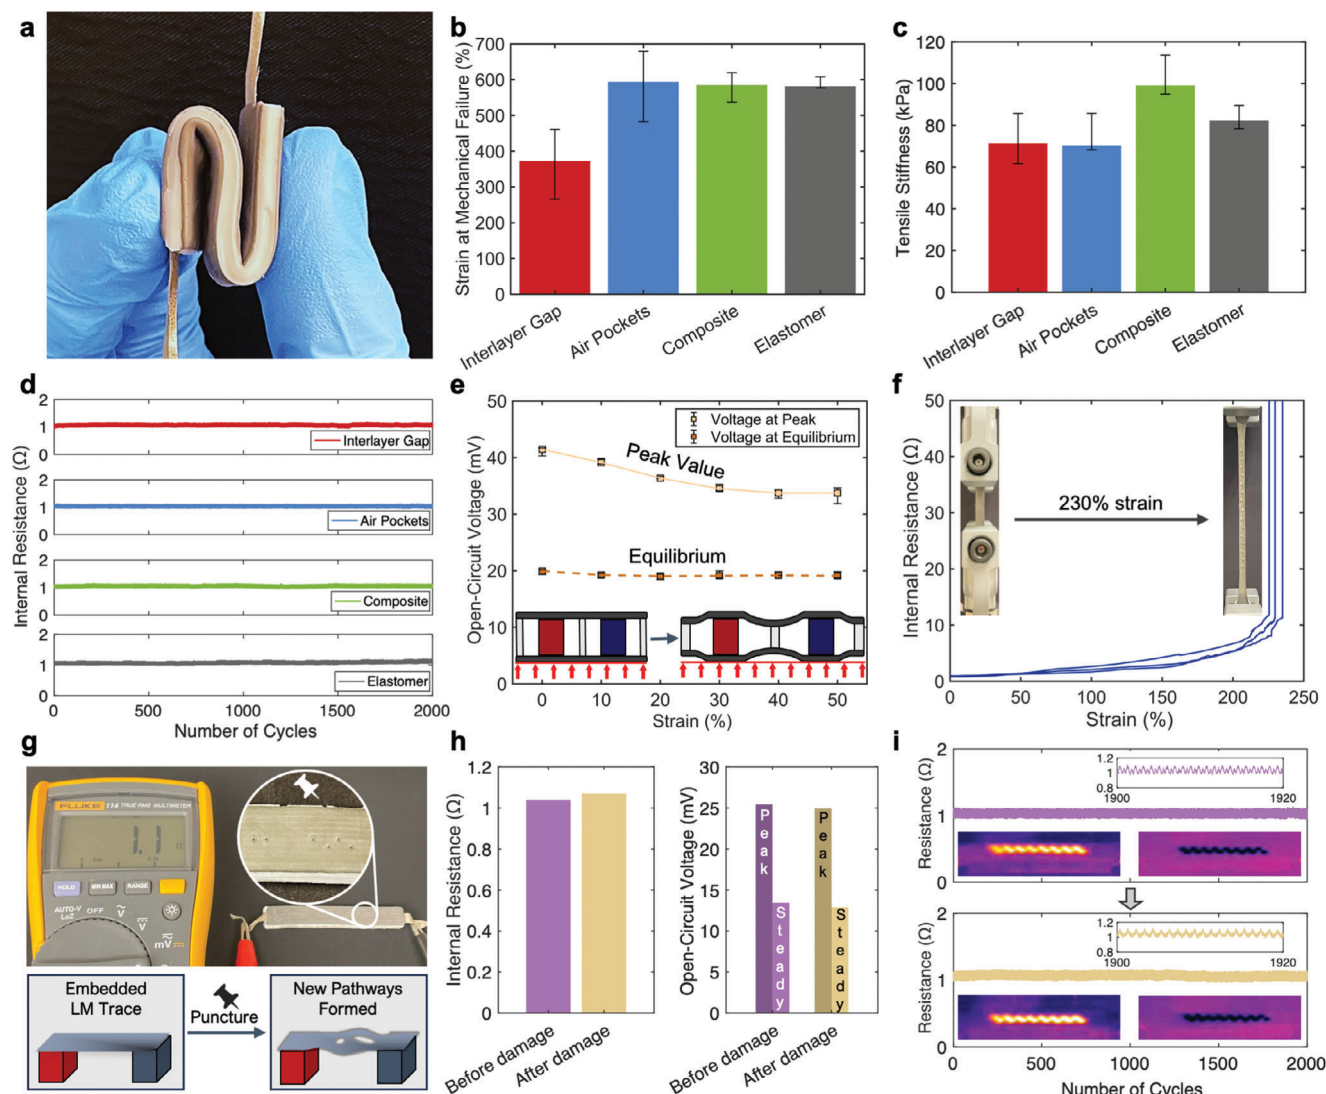 a
b
Strain at Mechanical Failure (%)
700
600
500
400
300
200
100
0
Interlayer Gap
Air Pockets
Composite
Elastomer
c
Tensile Stiffness (kPa)
120
100
80
60
40
20
0
Interlayer Gap
Air Pockets
Composite
Elastomer
d
Internal Resistance (Ω)
2
1
0
Interlayer Gap
2
1
0
Air Pockets
2
1
0
Composite
2
1
0
Elastomer
0 500 1000 1500 2000
Number of Cycles
e
Open-Circuit Voltage (mV)
50
40
30
20
10
0
Voltage at Peak
Voltage at Equilibrium
Peak Value
Equilibrium
0 10 20 30 40 50
Strain (%)
f
Internal Resistance (Ω)
50
40
30
20
10
0
230% strain
0 50 100 150 200 250
Strain (%)
g
FLUKE 114 TRUE RMS MULTIMETER
1.1
Ω
HOLD MIN MAX RANGE
AUTO-V
LoZ
OFF
V
V
mV
Embedded
LM Trace
Puncture
New Pathways
Formed
h
Internal Resistance (Ω)
1.2
1
0.8
0.6
0.4
0.2
0
Before damage
After damage
Open-Circuit Voltage (mV)
30
25
20
15
10
5
0
Peak
Steady
Peak
Steady
Before damage
After damage
i
Resistance (Ω)
2
1
0
1.2
1
0.8
1900 1920
Resistance (Ω)
2
1
0
1.2
1
0.8
1900 1920
0 500 1000 1500 2000
Number of Cycles